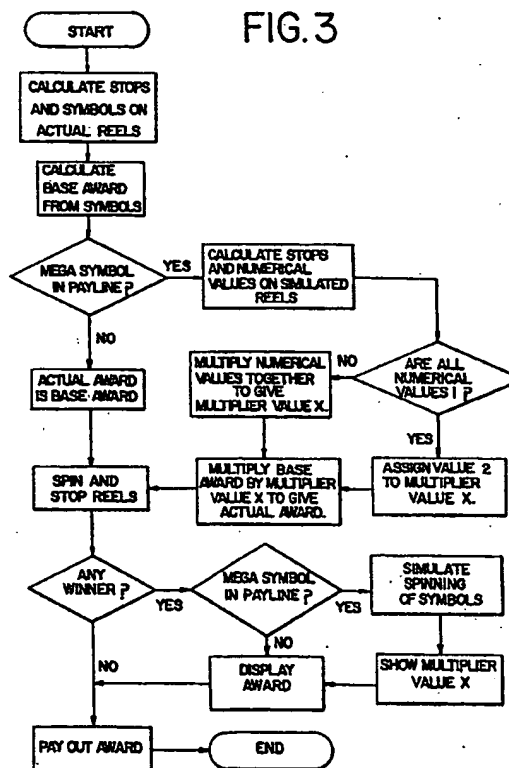 FIG. 3
START
CALCULATE STOPS
AND SYMBOLS ON
ACTUAL REELS
CALCULATE
BASE AWARD
FROM SYMBOLS
MEGA SYMBOL
IN PAYLINE ?
YES
CALCULATE STOPS
AND NUMERICAL
VALUES ON SIMULATED
REELS
NO
ACTUAL AWARD
IS BASE AWARD
MULTIPLY NUMERICAL
VALUES TOGETHER
TO GIVE
MULTIPLIER VALUE X.
NO
ARE ALL
NUMERICAL
VALUES 1 ?
YES
SPIN AND
STOP REELS
MULTIPLY BASE
AWARD BY MULTIPLIER
VALUE X TO GIVE
ACTUAL AWARD.
ASSIGN VALUE 2
TO MULTIPLIER
VALUE X.
ANY
WINNER ?
YES
MEGA SYMBOL
IN PAYLINE ?
YES
SIMULATE
SPINNING
OF SYMBOLS
NO
NO
DISPLAY
AWARD
SHOW MULTIPLIER
VALUE X
PAY OUT AWARD
END